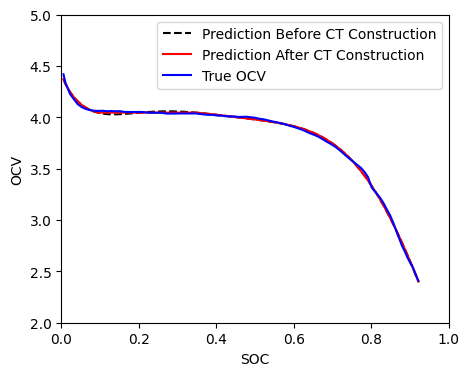 Prediction Before CT Construction
Prediction After CT Construction
True OCV
5.0
4.5
4.0
3.5
3.0
2.5
2.0
OCV
0.0 0.2 0.4 0.6 0.8 1.0
SOC